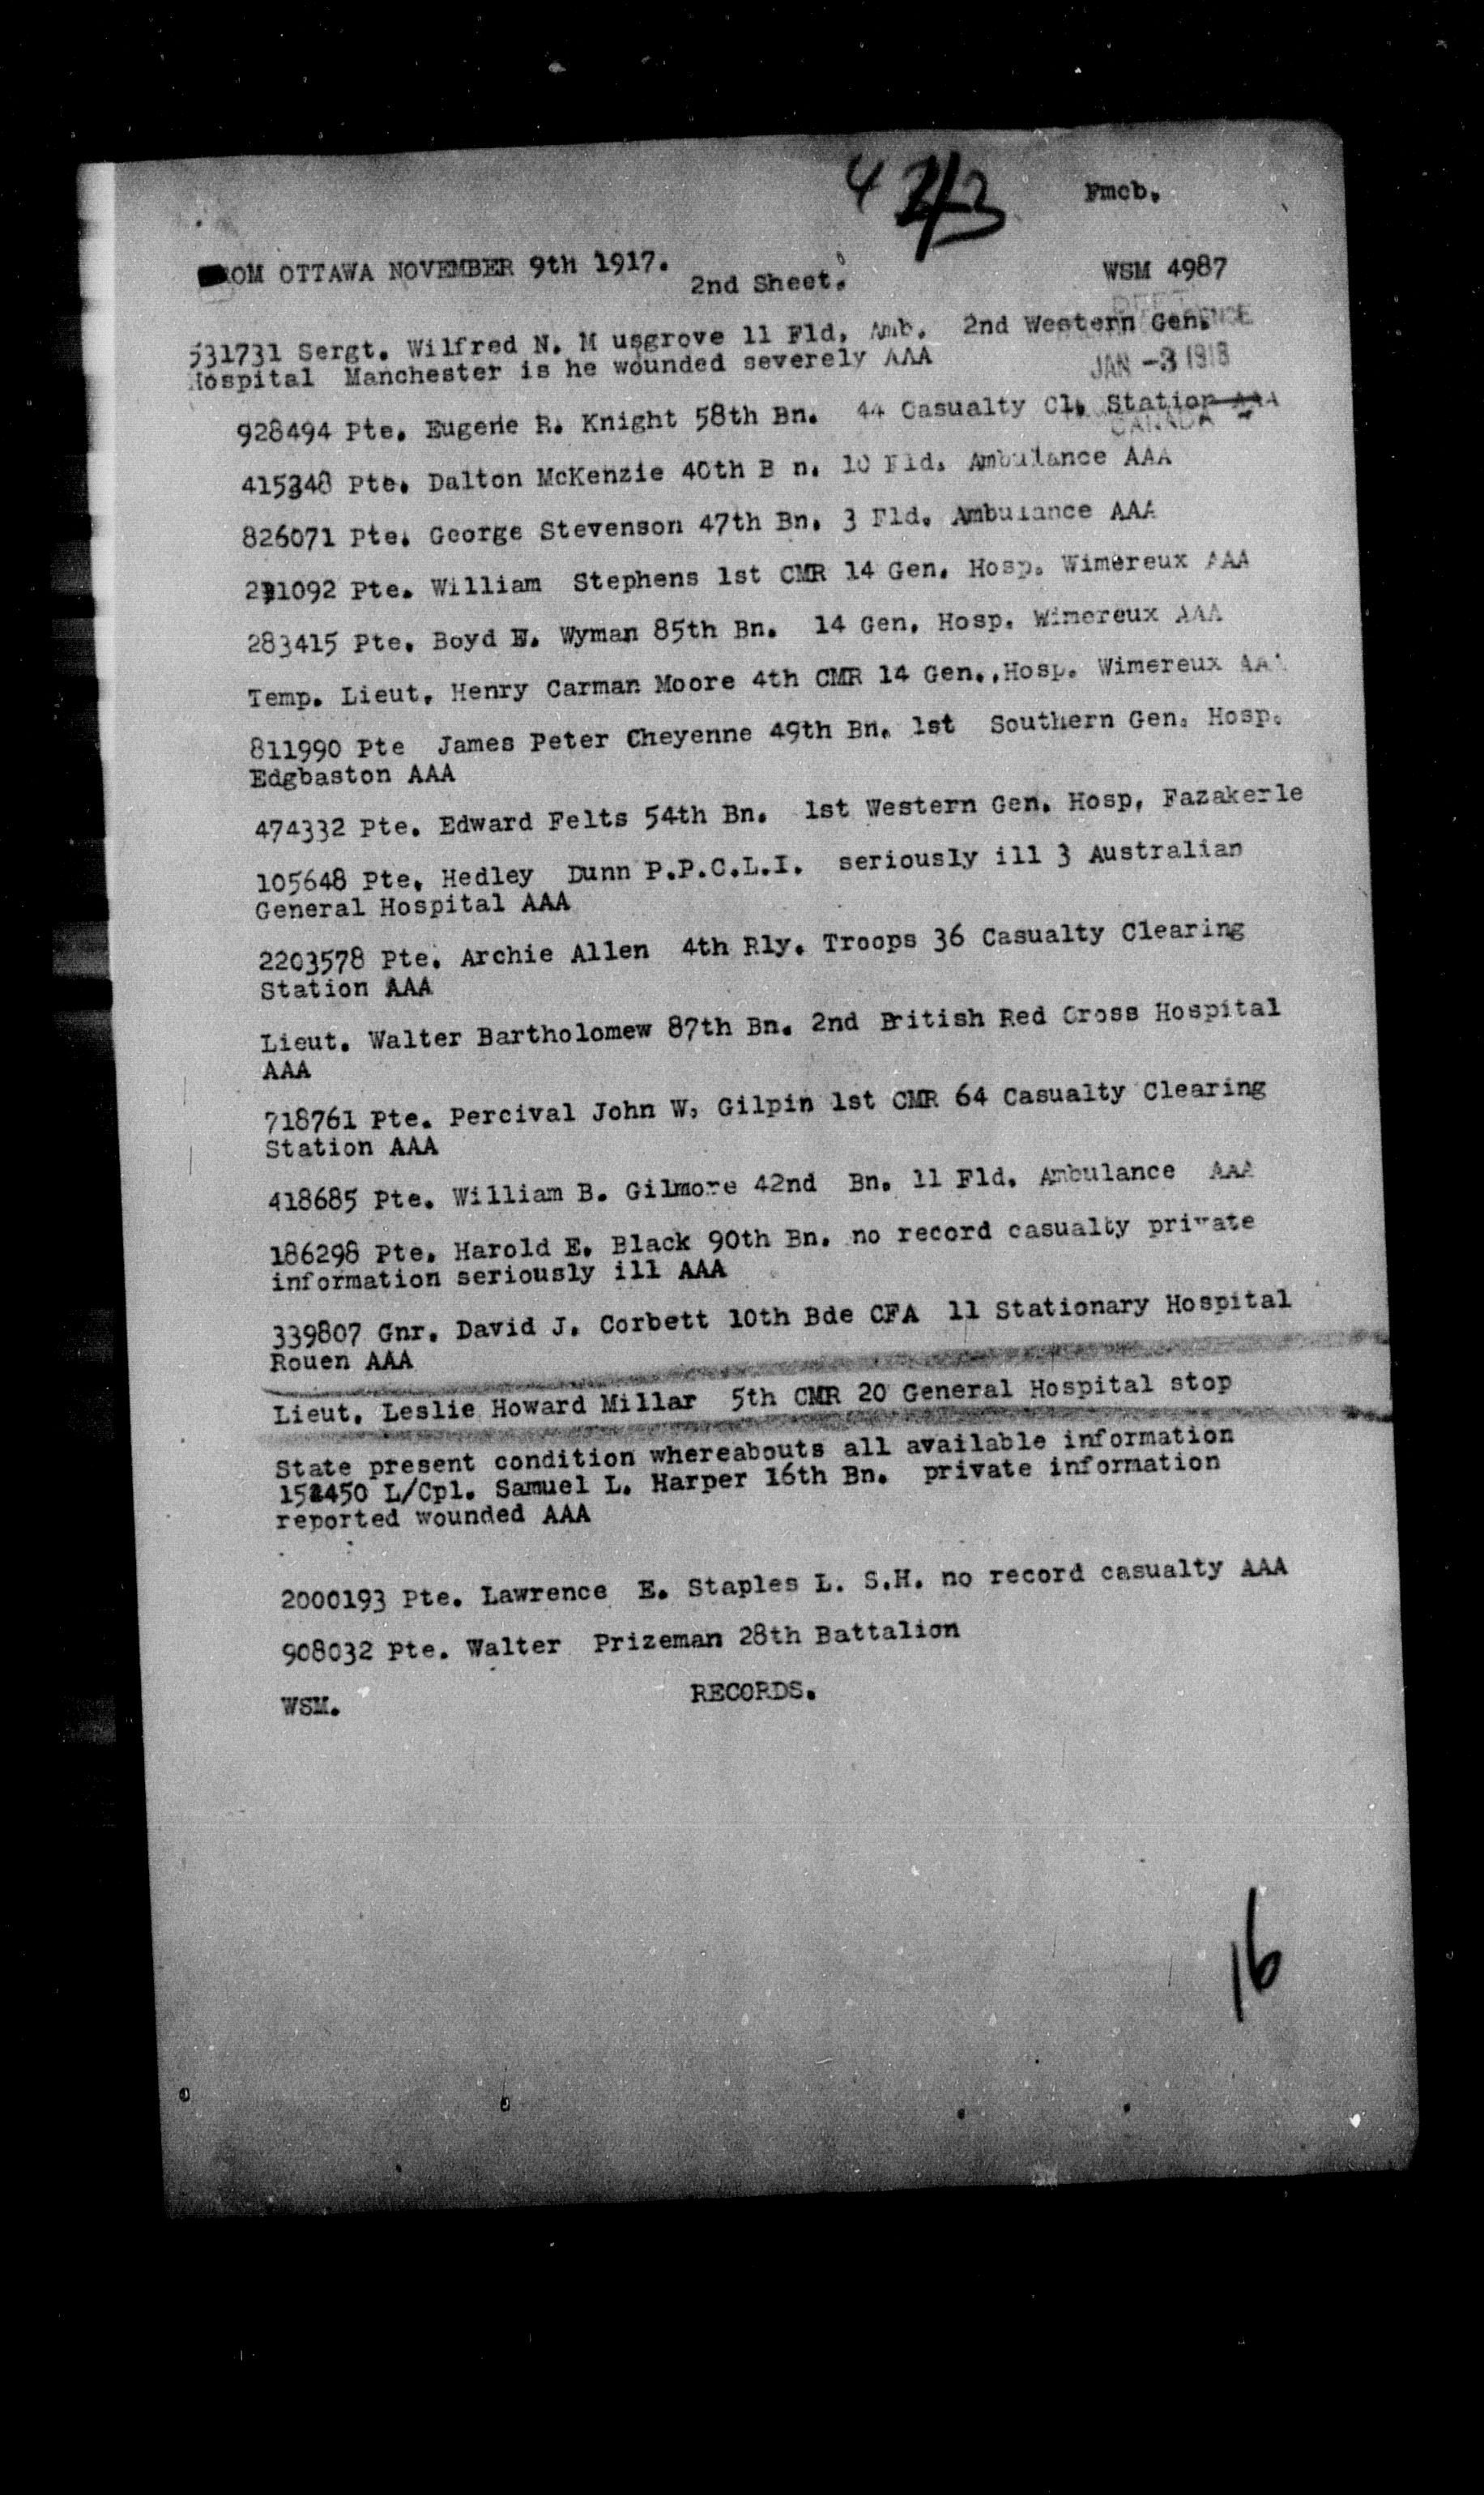 4 2/3
Fmcb.
OM OTTAWA NOVEMBER 9th 1917.
2nd Sheet.
WSM 4987
JAN -3 1918
CANADA
531731 Sergt. Wilfred N. M usgrove 11 Fld, Amb. 2nd Western Gen.
Hospital Manchester is he wounded severely AAA
928494 Pte. Eugene R. Knight 58th Bn. 44 Casualty Cl. Station AAA
415348 Pte. Dalton McKenzie 40th B n. 10 Fld. Ambulance AAA
826071 Pte. George Stevenson 47th Bn. 3 Fld. Ambulance AAA
231092 Pte. William Stephens 1st CMR 14 Gen. Hosp. Wimereux AAA
283415 Pte. Boyd E. Wyman 85th Bn. 14 Gen. Hosp. Wimereux AAA
Temp. Lieut. Henry Carman Moore 4th CMR 14 Gen..Hosp. Wimereux AA
811990 Pte James Peter Cheyenne 49th Bn. 1st Southern Gen. Hosp.
Edgbaston AAA
474332 Pte. Edward Felts 54th Bn. 1st Western Gen. Hosp, Fazakerle
105648 Pte, Hedley Dunn P.P.C.L.I. seriously ill 3 Australian
General Hospital AAA
2203578 Pte. Archie Allen 4th Rly. Troops 36 Casualty Clearing
Station AAA
Lieut. Walter Bartholomew 87th Bn. 2nd British Red Cross Hospital
AAA
718761 Pte. Percival John W, Gilpin 1st CMR 64 Casualty Clearing
Station AAA
418685 Pte. William B. Gilmore 42nd Bn. 11 Fld. Ambulance AAA
186298 Pte. Harold E. Black 90th Bn. no record casualty private
information seriously ill AAA
339807 Gnr. David J. Corbett 10th Bde CFA 11 Stationary Hospital
Rouen AAA
Lieut. Leslie Howard Millar 5th CMR 20 General Hospital stop
State present condition whereabouts all available information
L/Cpl. Samuel L. Harper 16th Bn. private information
reported wounded AAA
2000193 Pte. Lawrence E. Staples L. S.H. no record casualty AAA
908032 Pte. Walter Prizeman 28th Battalion
WSM. RECORDS.
16